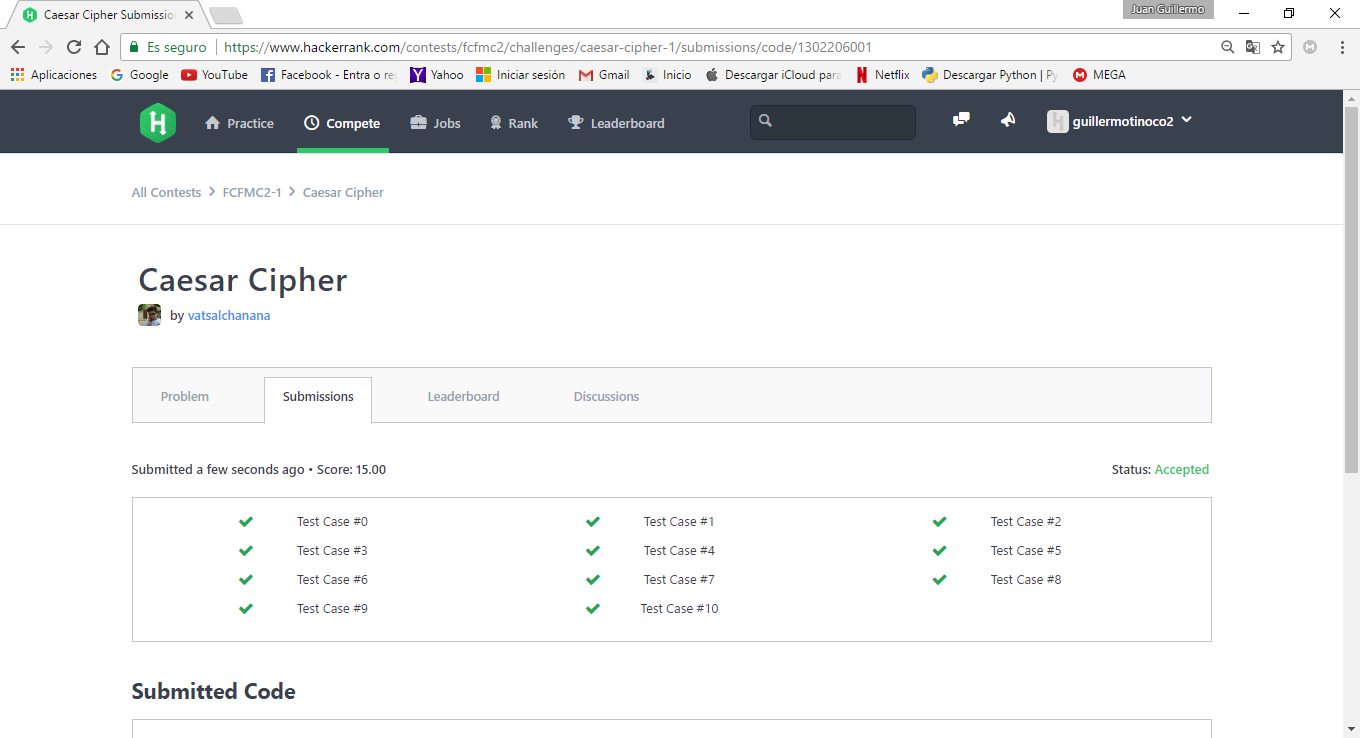 Caesar Cipher Submissio
Juan Guillermo
Es seguro
https://www.hackerrank.com/contests/fcfmc2/challenges/caesar-cipher-1/submissions/code/1302206001
Aplicaciones Google YouTube Facebook - Entra o re Yahoo Iniciar sesión Gmail Inicio Descargar iCloud para Netflix Descargar Python | Py MEGA
Practice Compete Jobs Rank Leaderboard guillermotinoco2
All Contests > FCFMC2-1 > Caesar Cipher
Caesar Cipher
by vatsalchanana
Problem Submissions Leaderboard Discussions
Submitted a few seconds ago • Score: 15.00 Status: Accepted
Test Case #0 Test Case #1 Test Case #2
Test Case #3 Test Case #4 Test Case #5
Test Case #6 Test Case #7 Test Case #8
Test Case #9 Test Case #10
Submitted Code